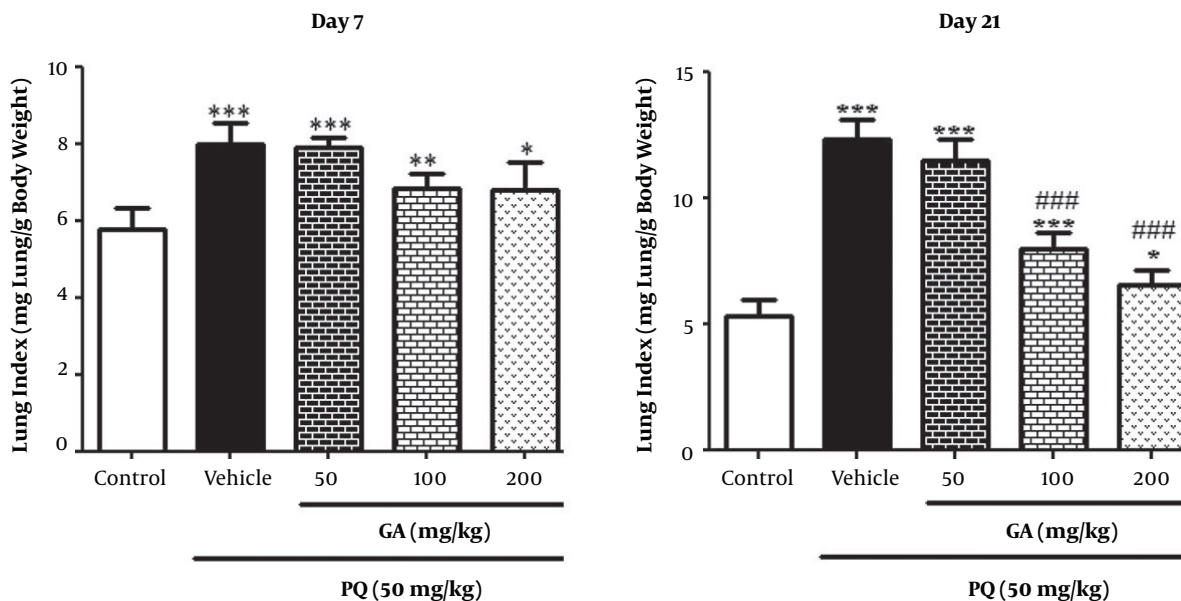 Day 7
Lung Index (mg Lung/g Body Weight)
10
8
6
4
2
0
***
***
**
*
Control Vehicle 50 100 200
GA (mg/kg)
PQ (50 mg/kg)
Day 21
Lung Index (mg Lung/g Body Weight)
15
10
5
0
***
***
###
***
###
*
Control Vehicle 50 100 200
GA (mg/kg)
PQ (50 mg/kg)